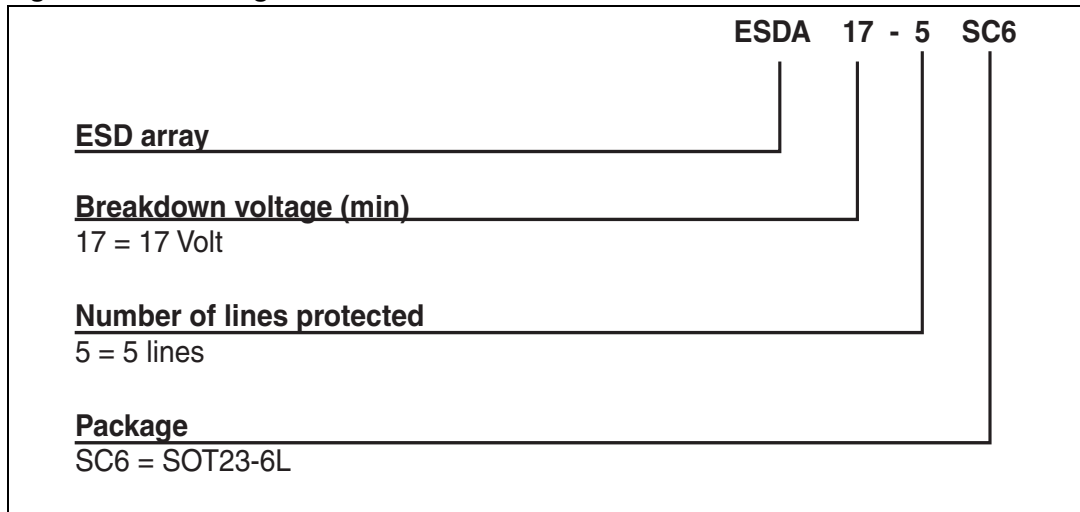 ESDA 17 - 5 SC6
ESD array
Breakdown voltage (min)
17 = 17 Volt
Number of lines protected
5 = 5 lines
Package
SC6 = SOT23-6L